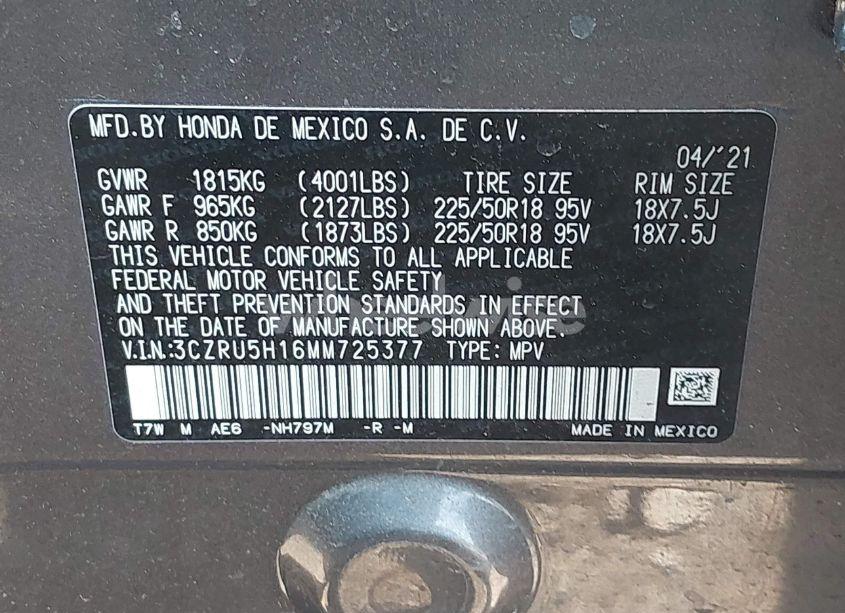 MFD.BY HONDA DE MEXICO S.A. DE C.V.
04/'21
GVWR 1815KG (4001LBS) TIRE SIZE RIM SIZE
GAWR F 965KG (2127LBS) 225/50R18 95V 18X7.5J
GAWR R 850KG (1873LBS) 225/50R18 95V 18X7.5J
THIS VEHICLE CONFORMS TO ALL APPLICABLE
FEDERAL MOTOR VEHICLE SAFETY
AND THEFT PREVENTION STANDARDS IN EFFECT
ON THE DATE OF MANUFACTURE SHOWN ABOVE.
V.I.N.:3CZRU5H16MM725377 TYPE: MPV
T7W M AE6 -NH797M -R -M MADE IN MEXICO